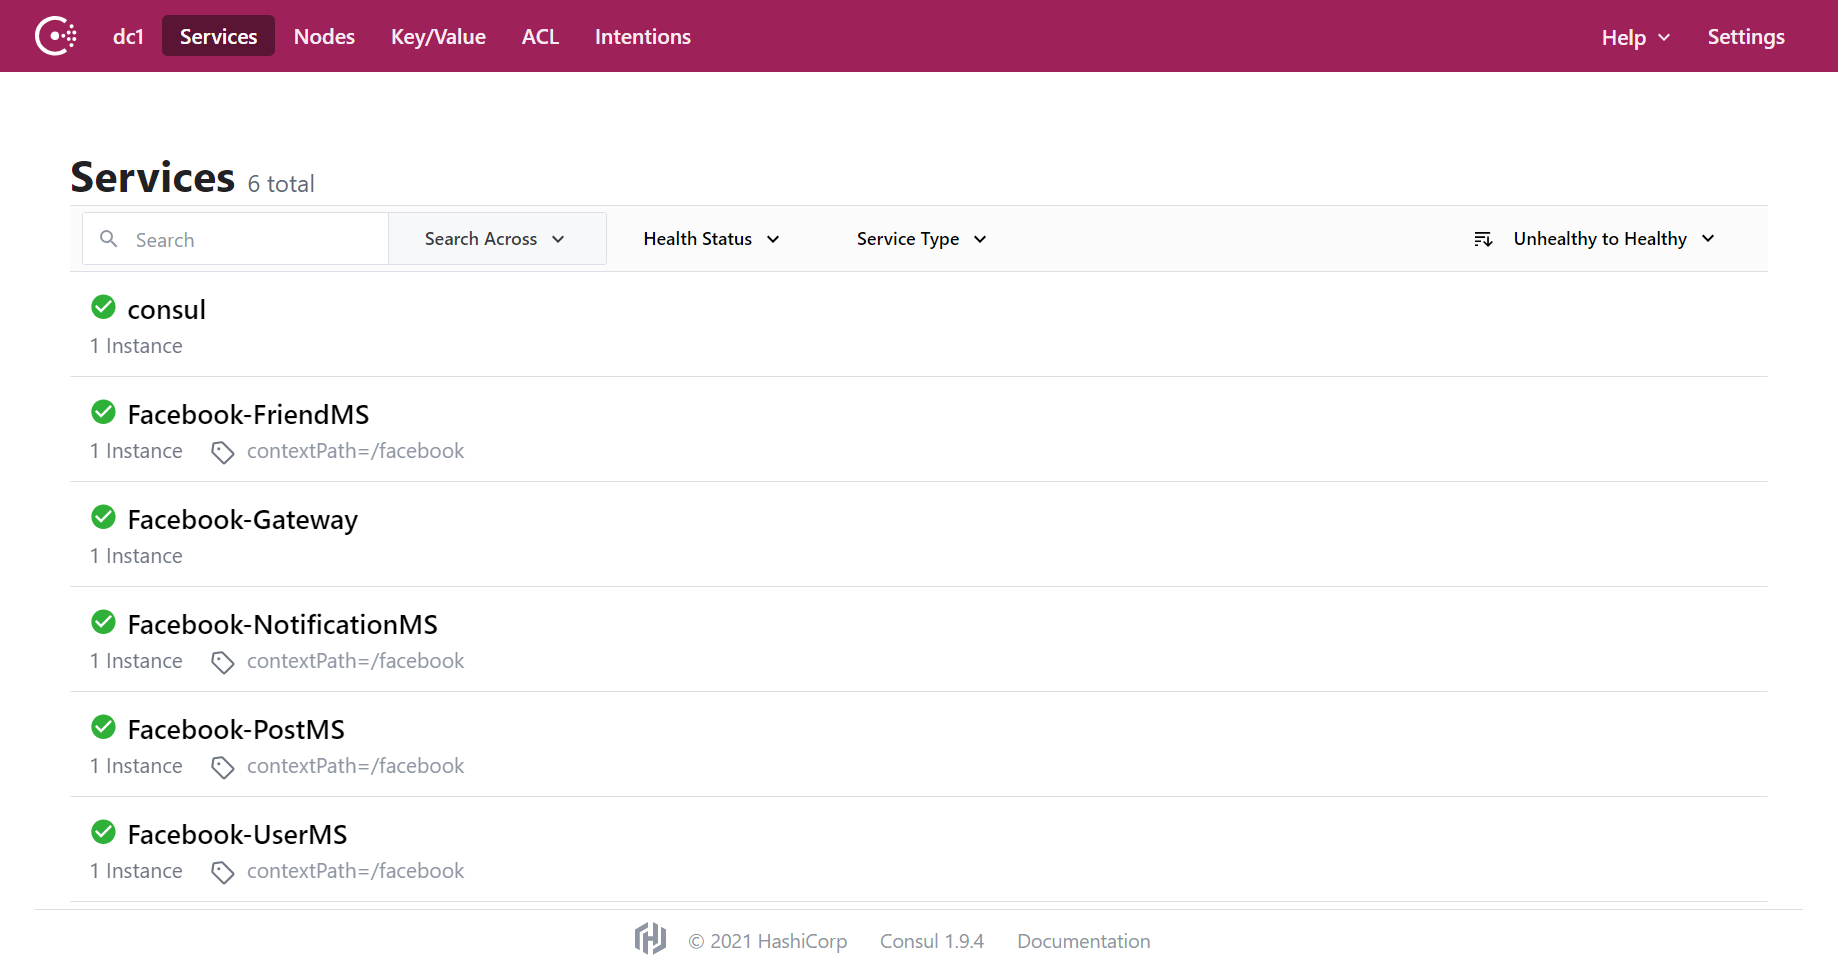 dc1 Services Nodes Key/Value ACL Intentions Help Settings
Services 6 total
Search Search Across Health Status Service Type Unhealthy to Healthy
consul
1 Instance
Facebook-FriendMS
1 Instance contextPath=/facebook
Facebook-Gateway
1 Instance
Facebook-NotificationMS
1 Instance contextPath=/facebook
Facebook-PostMS
1 Instance contextPath=/facebook
Facebook-UserMS
1 Instance contextPath=/facebook
© 2021 HashiCorp Consul 1.9.4 Documentation